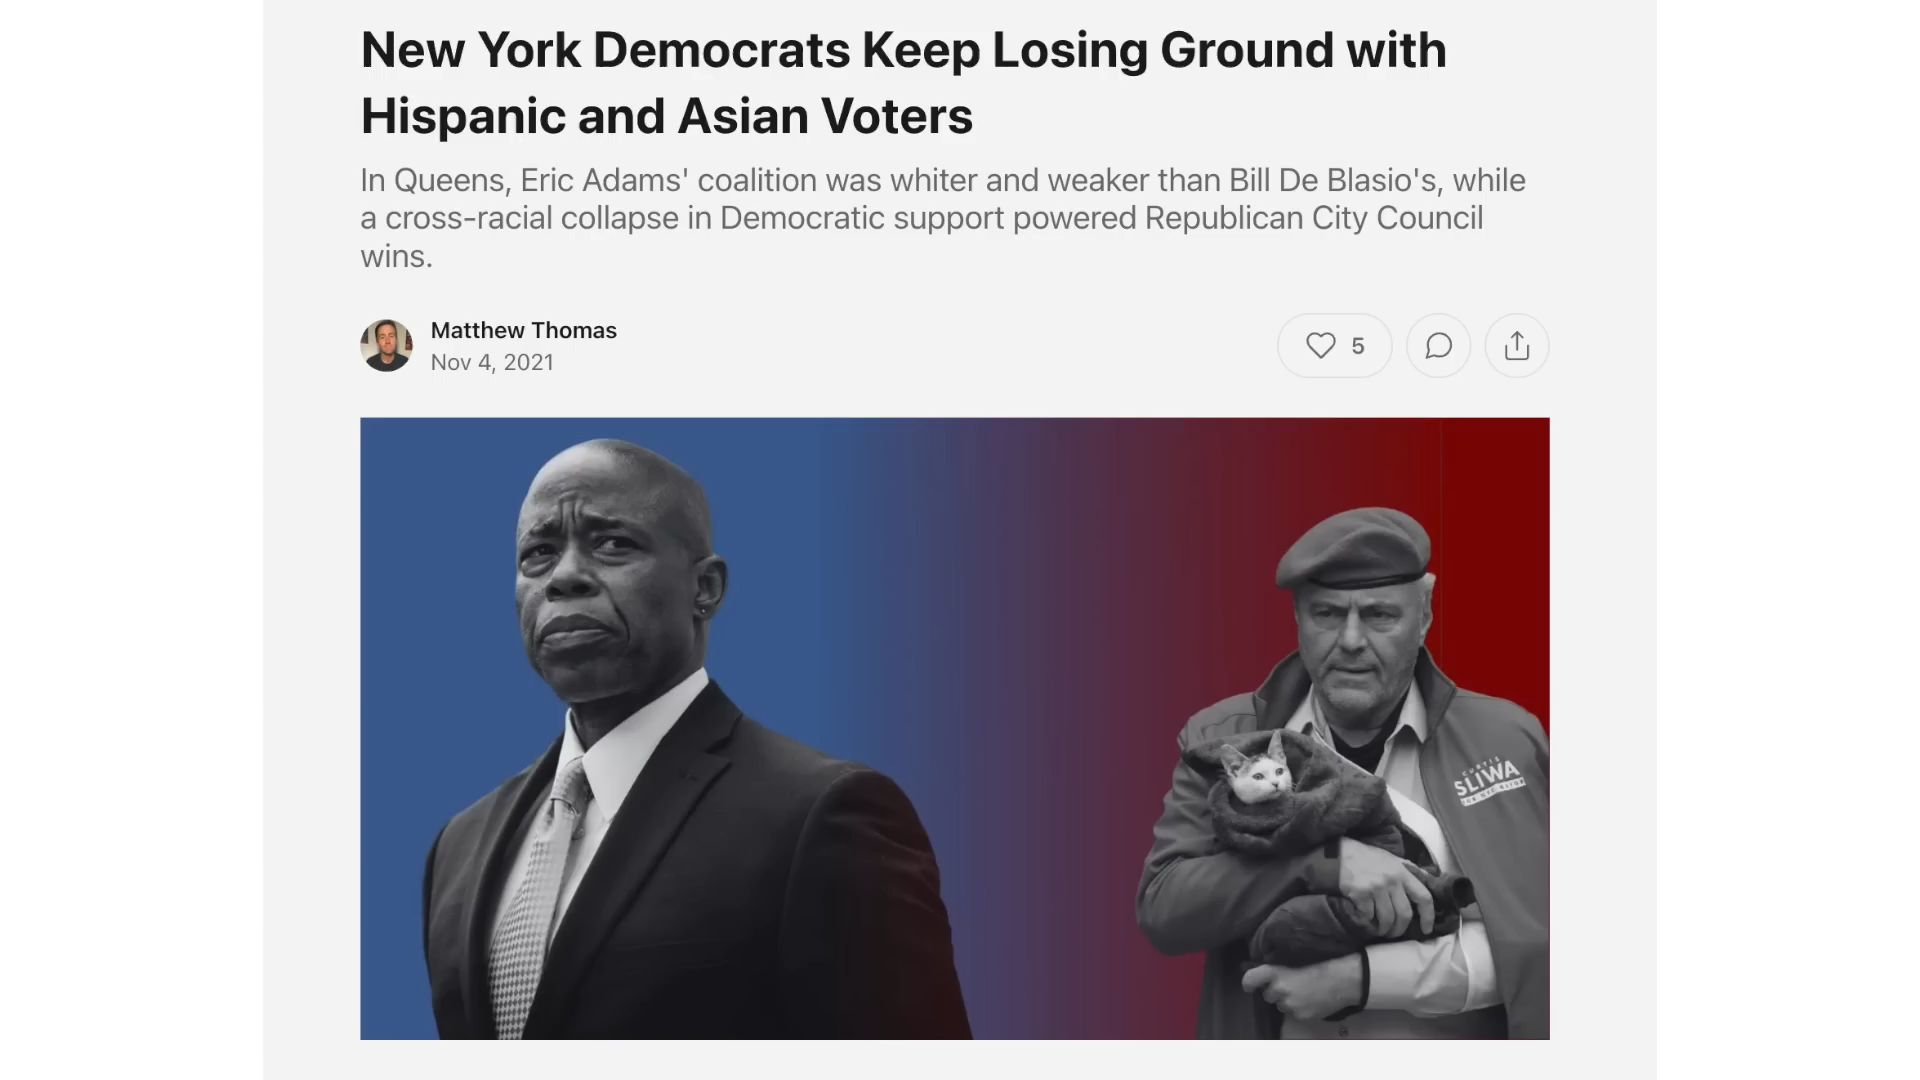 New York Democrats Keep Losing Ground with
Hispanic and Asian Voters
In Queens, Eric Adams' coalition was whiter and weaker than Bill De Blasio's, while
a cross-racial collapse in Democratic support powered Republican City Council
wins.
Matthew Thomas
Nov 4, 2021
5
CURTIS
SLIWA